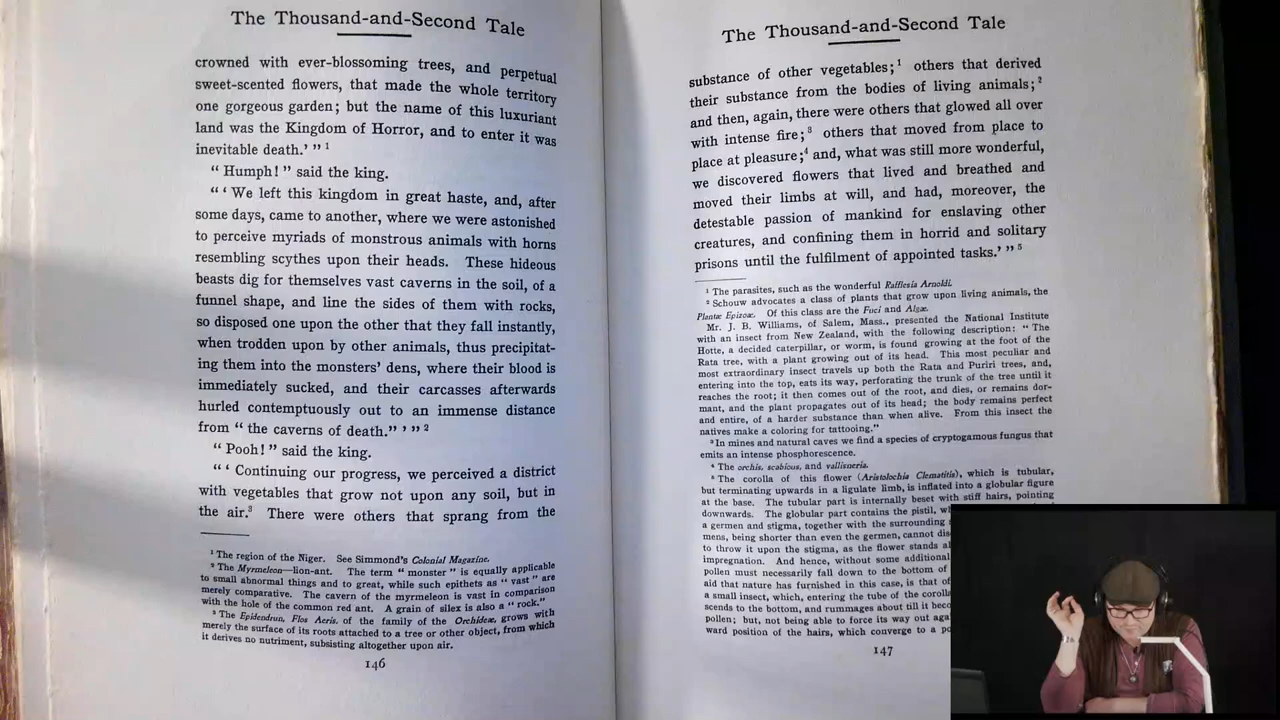 The Thousand-and-Second Tale
crowned with ever-blossoming trees, and perpetual
sweet-scented flowers, that made the whole territory
one gorgeous garden; but the name of this luxuriant
land was the Kingdom of Horror, and to enter it was
inevitable death.' " 1
" Humph! " said the king.
" ' We left this kingdom in great haste, and, after
some days, came to another, where we were astonished
to perceive myriads of monstrous animals with horns
resembling scythes upon their heads. These hideous
beasts dig for themselves vast caverns in the soil, of a
funnel shape, and line the sides of them with rocks,
so disposed one upon the other that they fall instantly,
when trodden upon by other animals, thus precipitat-
ing them into the monsters' dens, where their blood is
immediately sucked, and their carcasses afterwards
hurled contemptuously out to an immense distance
from " the caverns of death." ' " 2
" Pooh! " said the king.
" ' Continuing our progress, we perceived a district
with vegetables that grow not upon any soil, but in
the air.3 There were others that sprang from the
1 The region of the Niger. See Simmond's Colonial Magazine.
2 The Myrmeleon—lion-ant. The term " monster " is equally applicable
to small abnormal things and to great, while such epithets as " vast " are
merely comparative. The cavern of the myrmeleon is vast in comparison
with the hole of the common red ant. A grain of silex is also a " rock."
3 The Epidendrun, Flos Aeris, of the family of the Orchideæ, grows with
merely the surface of its roots attached to a tree or other object, from which
it derives no nutriment, subsisting altogether upon air.
146
The Thousand-and-Second Tale
substance of other vegetables; 1 others that derived
their substance from the bodies of living animals; 2
and then, again, there were others that glowed all over
with intense fire; 3 others that moved from place to
place at pleasure; 4 and, what was still more wonderful,
we discovered flowers that lived and breathed and
moved their limbs at will, and had, moreover, the
detestable passion of mankind for enslaving other
creatures, and confining them in horrid and solitary
prisons until the fulfilment of appointed tasks.' " 5
1 The parasites, such as the wonderful Rafflesia Arnoldi.
2 Schouw advocates a class of plants that grow upon living animals, the
Plantæ Epizoæ. Of this class are the Fuci and Algæ.
Mr. J. B. Williams, of Salem, Mass., presented the National Institute
with an insect from New Zealand, with the following description: " The
Hotte, a decided caterpillar, or worm, is found growing at the foot of the
Rata tree, with a plant growing out of its head. This most peculiar and
most extraordinary insect travels up both the Rata and Puriri trees, and,
entering into the top, eats its way, perforating the trunk of the tree until it
reaches the root; it then comes out of the root, and dies, or remains dor-
mant, and the plant propagates out of its head; the body remains perfect
and entire, of a harder substance than when alive. From this insect the
natives make a coloring for tattooing."
3 In mines and natural caves we find a species of cryptogamous fungus that
emits an intense phosphorescence.
4 The orchis, scabious, and vallisneria.
5 The corolla of this flower (Aristolochia Clematitis), which is tubular,
but terminating upwards in a ligulate limb, is inflated into a globular figure
at the base. The tubular part is internally beset with stiff hairs, pointing
downwards. The globular part contains the pistil, wh
a germen and stigma, together with the surrounding
mens, being shorter than even the germen, cannot dis
to throw it upon the stigma, as the flower stands al
impregnation. And hence, without some additional
pollen must necessarily fall down to the bottom of
aid that nature has furnished in this case, is that of
a small insect, which, entering the tube of the corolla
scends to the bottom, and rummages about till it beco
pollen; but, not being able to force its way out aga
ward position of the hairs, which converge to a po
147